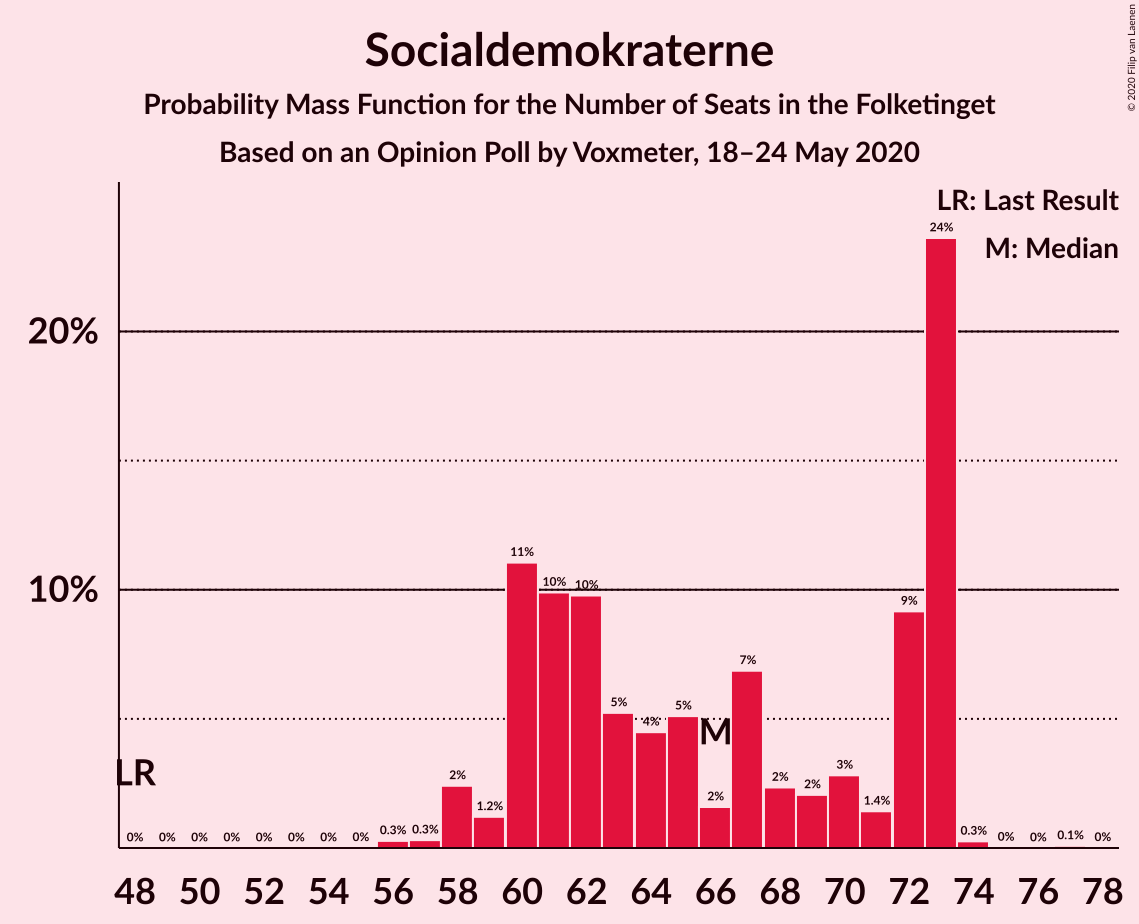 Socialdemokraterne
Probability Mass Function for the Number of Seats in the Folketinget
Based on an Opinion Poll by Voxmeter, 18–24 May 2020
© 2020 Filip van Laenen
LR: Last Result
M: Median
20%
10%
LR
M
0% 0% 0% 0% 0% 0% 0% 0% 0.3% 0.3% 2% 1.2% 11% 10% 10% 5% 4% 5% 2% 7% 2% 2% 3% 1.4% 9% 24% 0.3% 0% 0% 0.1% 0%
48 50 52 54 56 58 60 62 64 66 68 70 72 74 76 78